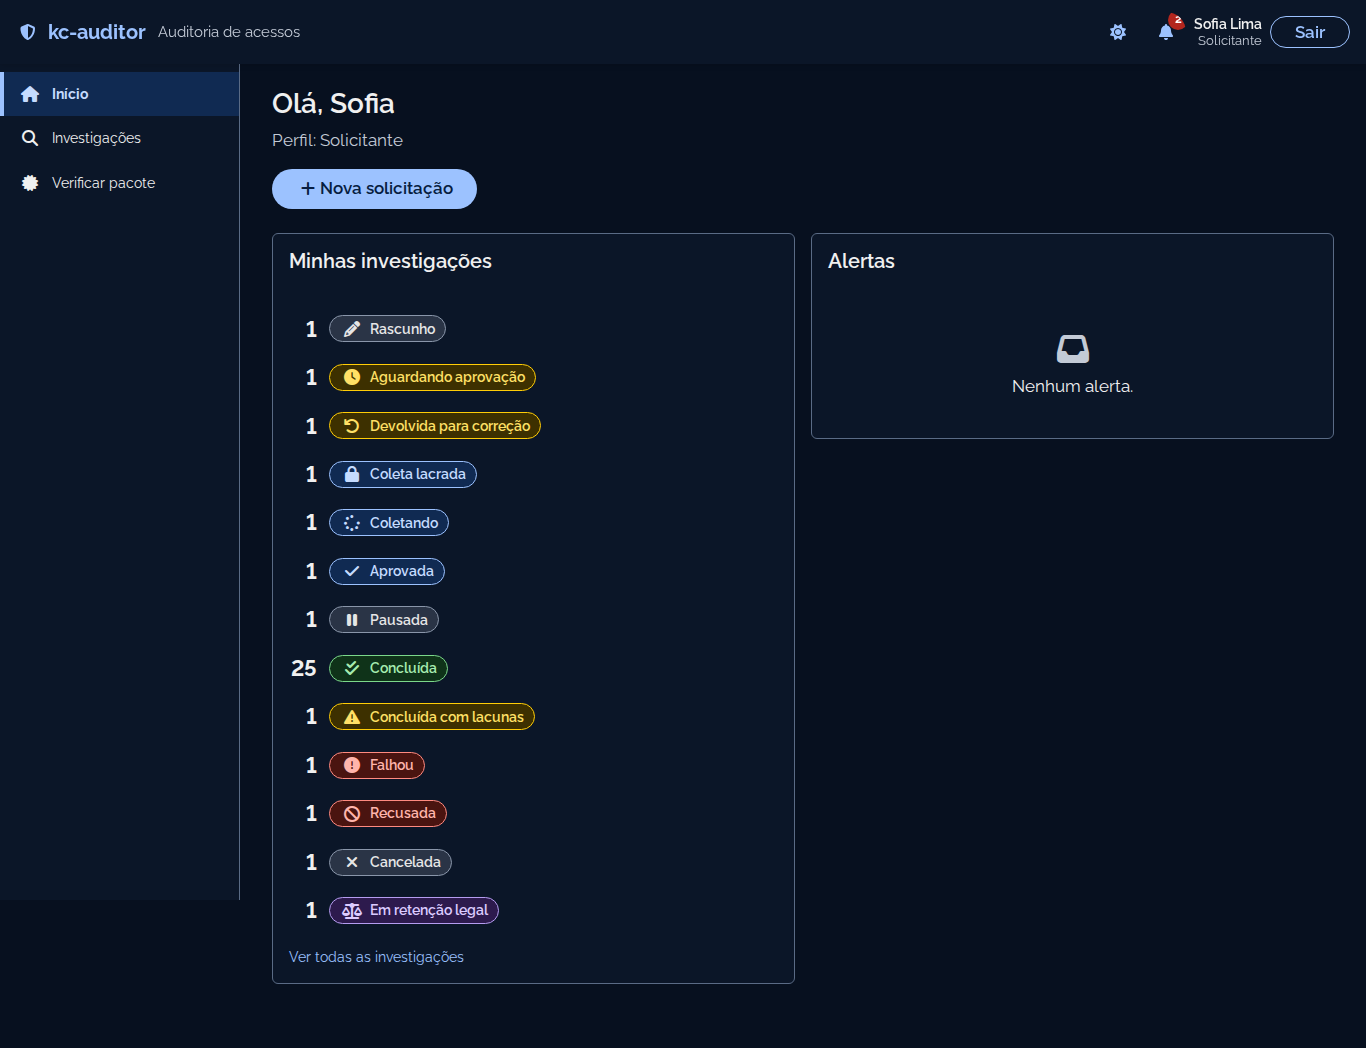 kc-auditor Auditoria de acessos
2
Sofia Lima
Solicitante
Sair
Início
Investigações
Verificar pacote
Olá, Sofia
Perfil: Solicitante
Nova solicitação
Minhas investigações
1 Rascunho
1 Aguardando aprovação
1 Devolvida para correção
1 Coleta lacrada
1 Coletando
1 Aprovada
1 Pausada
25 Concluída
1 Concluída com lacunas
1 Falhou
1 Recusada
1 Cancelada
1 Em retenção legal
Ver todas as investigações
Alertas
Nenhum alerta.